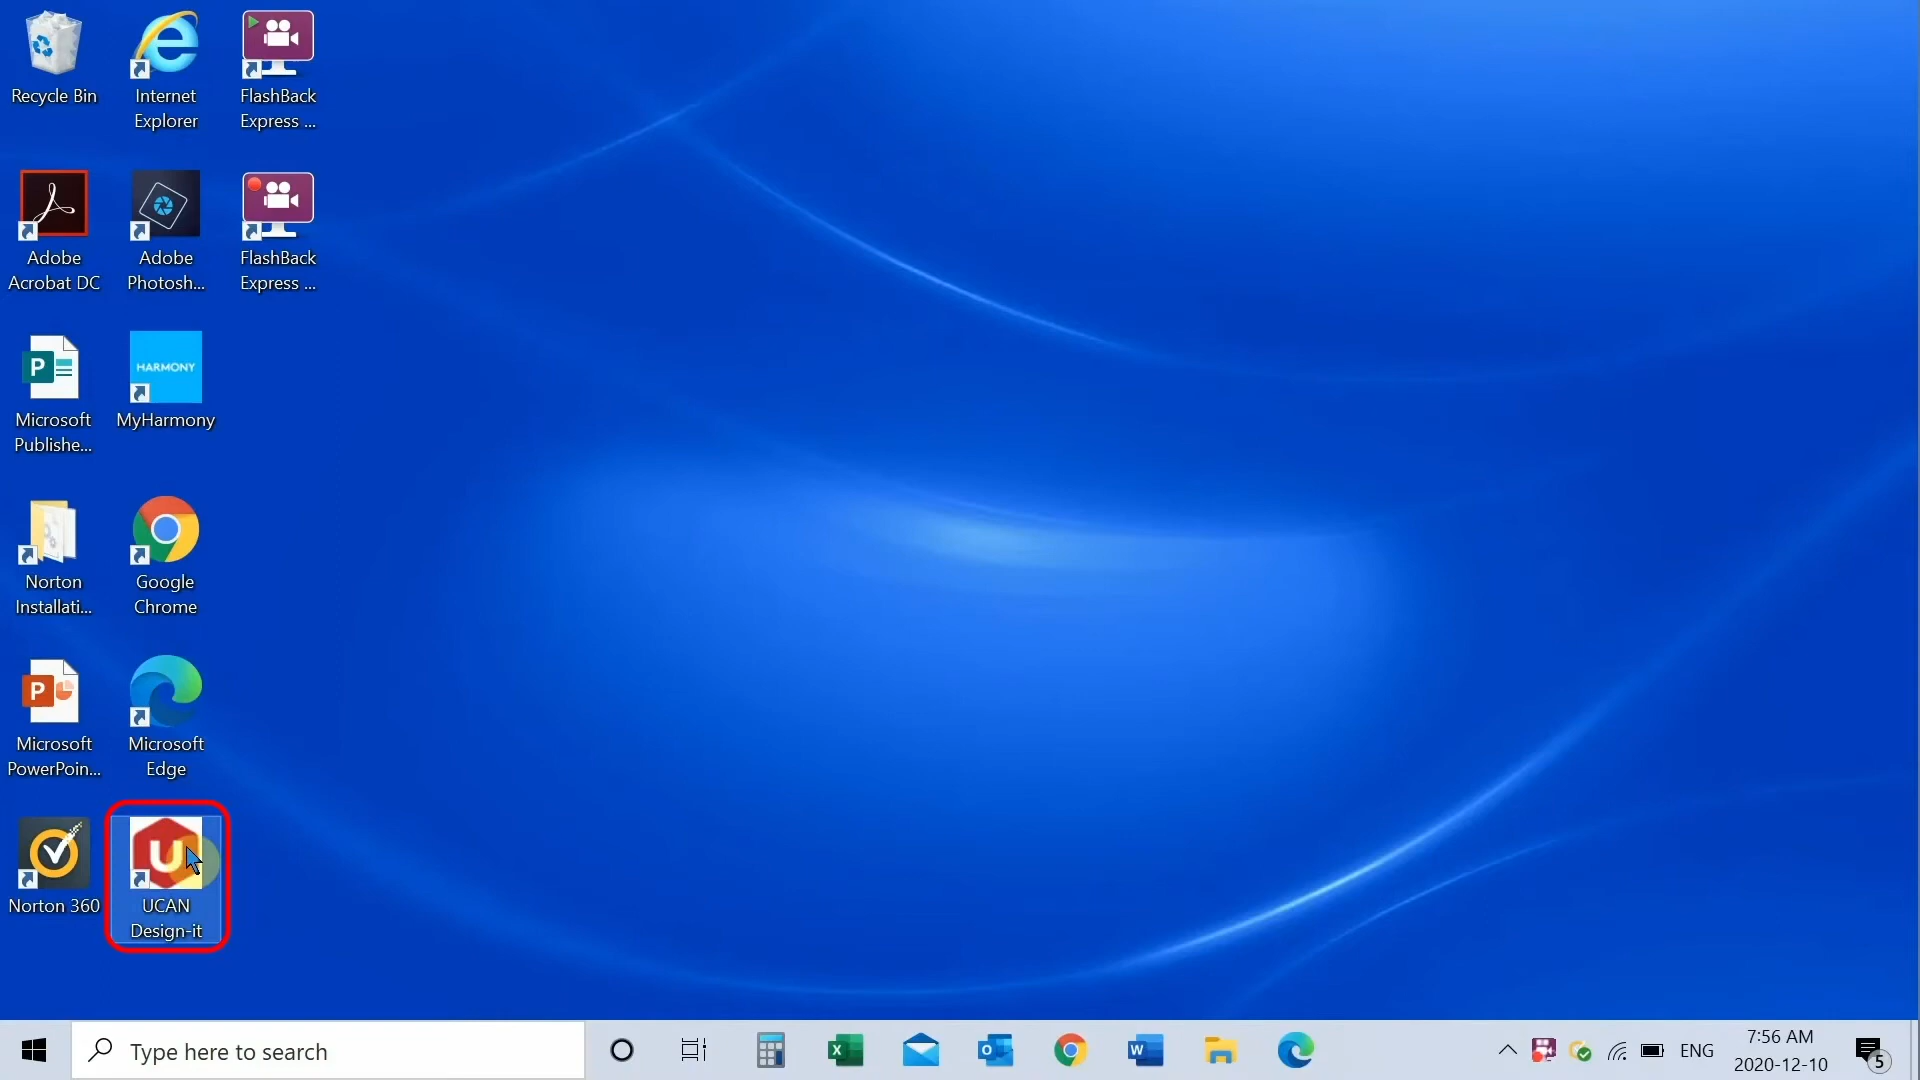 Recycle Bin
Internet
Explorer
FlashBack
Express ...
Adobe
Acrobat DC
Adobe
Photosh...
FlashBack
Express ...
P
Microsoft
Publishe...
HARMONY
MyHarmony
Norton
Installati...
Google
Chrome
P
Microsoft
PowerPoin...
Microsoft
Edge
Norton 360
U
UCAN
Design-it
Type here to search
X
O
W
ENG
7:56 AM
2020-12-10
5